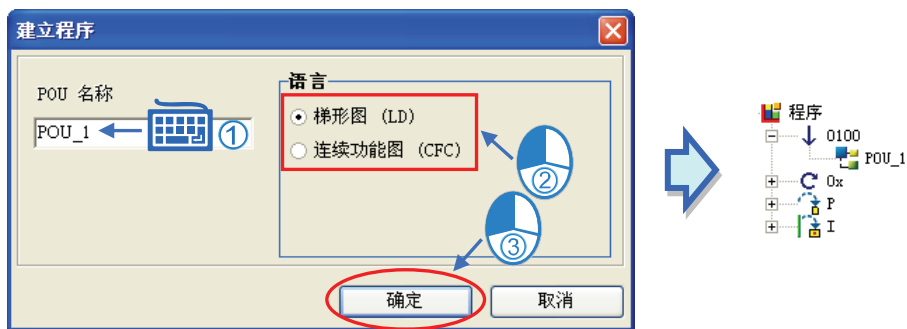 建立程序
POU 名称
POU_1
①
语言
梯形图 (LD)
连续功能图 (CFC)
②
③
确定
取消
程序
0100
POU_1
Ox
P
I